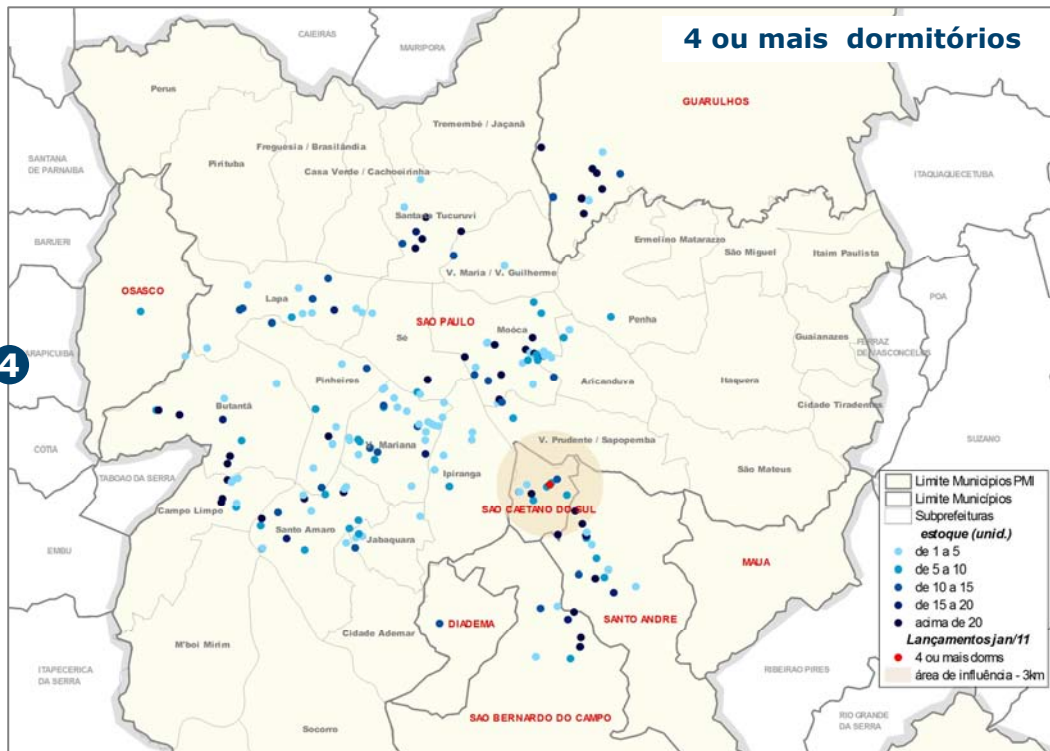 4 ou mais dormitórios
CAIEIRAS
MAIRIPORA
Perus
GUARULHOS
Tremembé / Jaçanã
Freguesia / Brasilândia
Pirituba
Casa Verde / Cachoeirinha
SANTANA
DE PARNAIBA
ITAQUAQUECETUBA
Santana Tucuruvi
BARUERI
Ermelino Matarazzo
São Miguel
Itaim Paulista
V. Maria / V. Guilherme
OSASCO
Lapa
POA
SAO PAULO
Moóca
Penha
Sé
Guaianazes
FERRAZ
DE VASCONCELOS
4
Pinheiros
Aricanduva
Itaquera
Butantã
Cidade Tiradentes
COTIA
V. Mariana
V. Prudente / Sapopemba
SUZANO
TABOAO DA SERRA
Ipiranga
São Mateus
Campo Limpo
SAO CAETANO DO SUL
Santo Amaro
Jabaquara
EMBU
MAUA
DIADEMA
SANTO ANDRE
Cidade Ademar
M'boi Mirim
ITAPECERICA
DA SERRA
RIBEIRAO PIRES
SAO BERNARDO DO CAMPO
RIO GRANDE
DA SERRA
Socorro
Limite Municipios PMI
Limite Municípios
Subprefeituras
estoque (unid.)
de 1 a 5
de 5 a 10
de 10 a 15
de 15 a 20
acima de 20
Lançamentos jan/11
4 ou mais dorms
área de influência - 3km